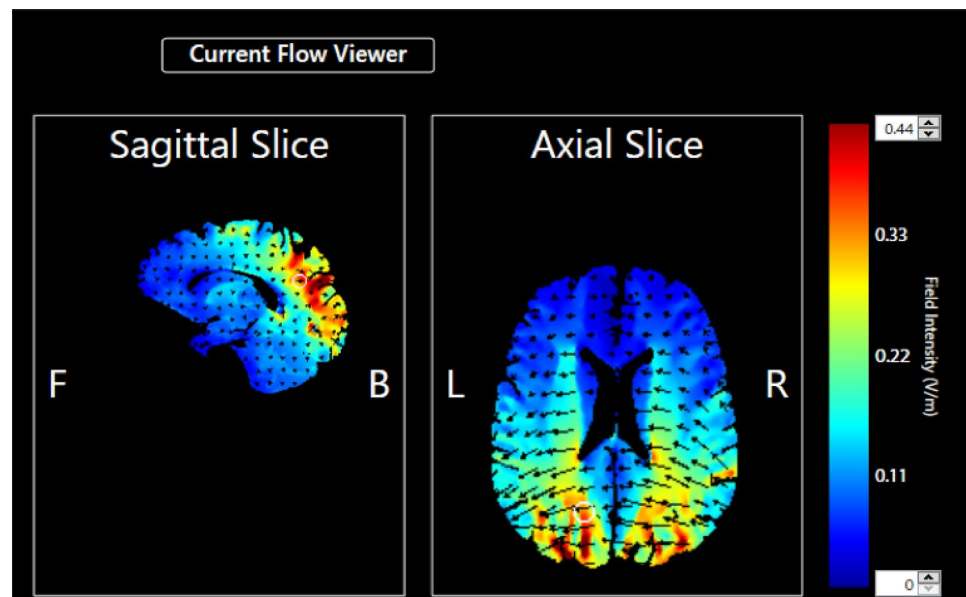 Current Flow Viewer
Sagittal Slice
Axial Slice
F
B
L
R
0.44
0.33
0.22
0.11
0
Field Intensity (V/m)